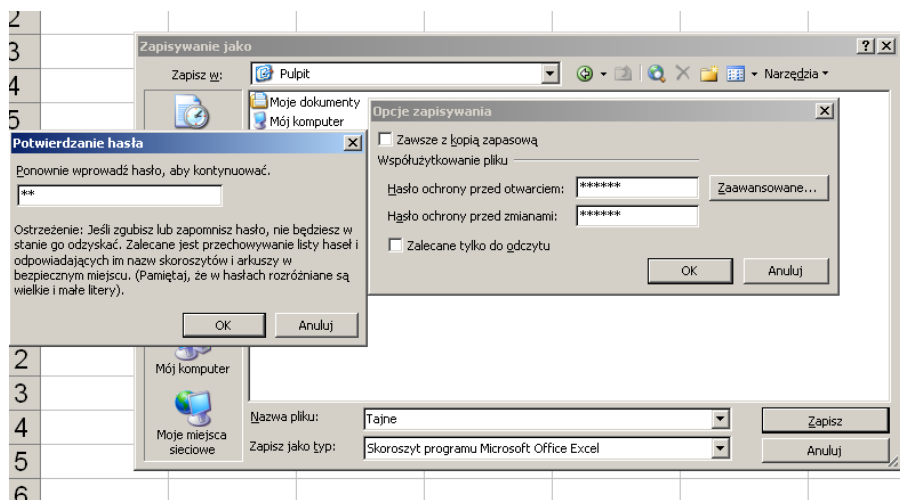 2
3
Zapisywanie jako
Zapisz w:
Pulpit
Narzędzia
4
Moje dokumenty
Mój komputer
5
Opcje zapisywania
Zawsze z kopią zapasową
Współużytkowanie pliku
Hasło ochrony przed otwarciem:
******
Zaawansowane...
Hasło ochrony przed zmianami:
******
Zalecane tylko do odczytu
OK
Anuluj
Potwierdzanie hasła
Ponownie wprowadź hasło, aby kontynuować.
**
Ostrzeżenie: Jeśli zgubisz lub zapomnisz hasło, nie będziesz w
stanie go odzyskać. Zalecane jest przechowywanie listy haseł i
odpowiadających im nazw skoroszytów i arkuszy w
bezpiecznym miejscu. (Pamiętaj, że w hasłach rozróżniane są
wielkie i małe litery).
OK
Anuluj
2
Mój komputer
3
4
Moje miejsca
sieciowe
Nazwa pliku:
Tajne
Zapisz
5
Zapisz jako typ:
Skoroszyt programu Microsoft Office Excel
Anuluj
6